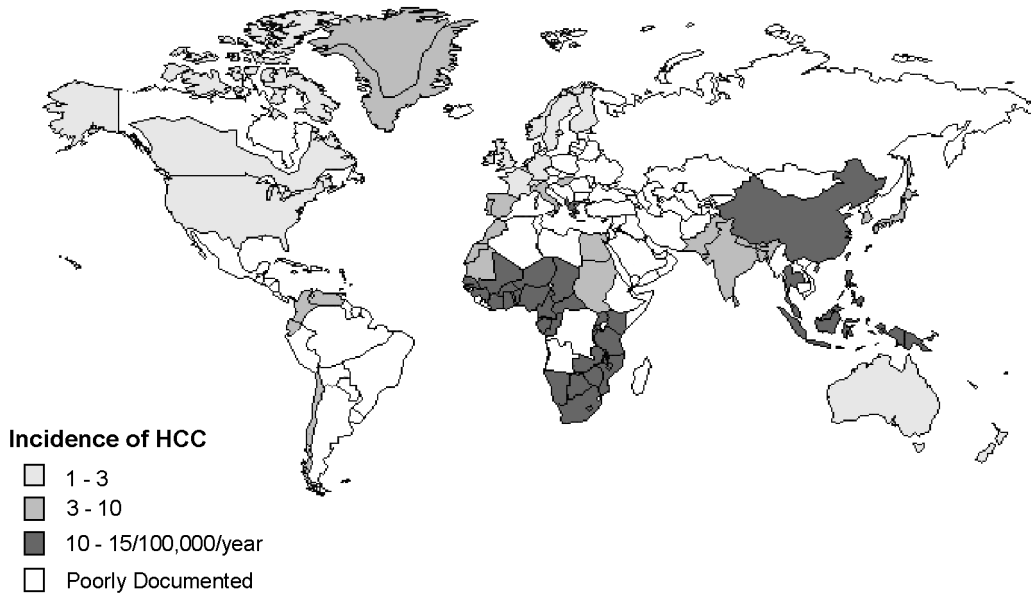 Incidence of HCC
1 - 3
3 - 10
10 - 15/100,000/year
Poorly Documented